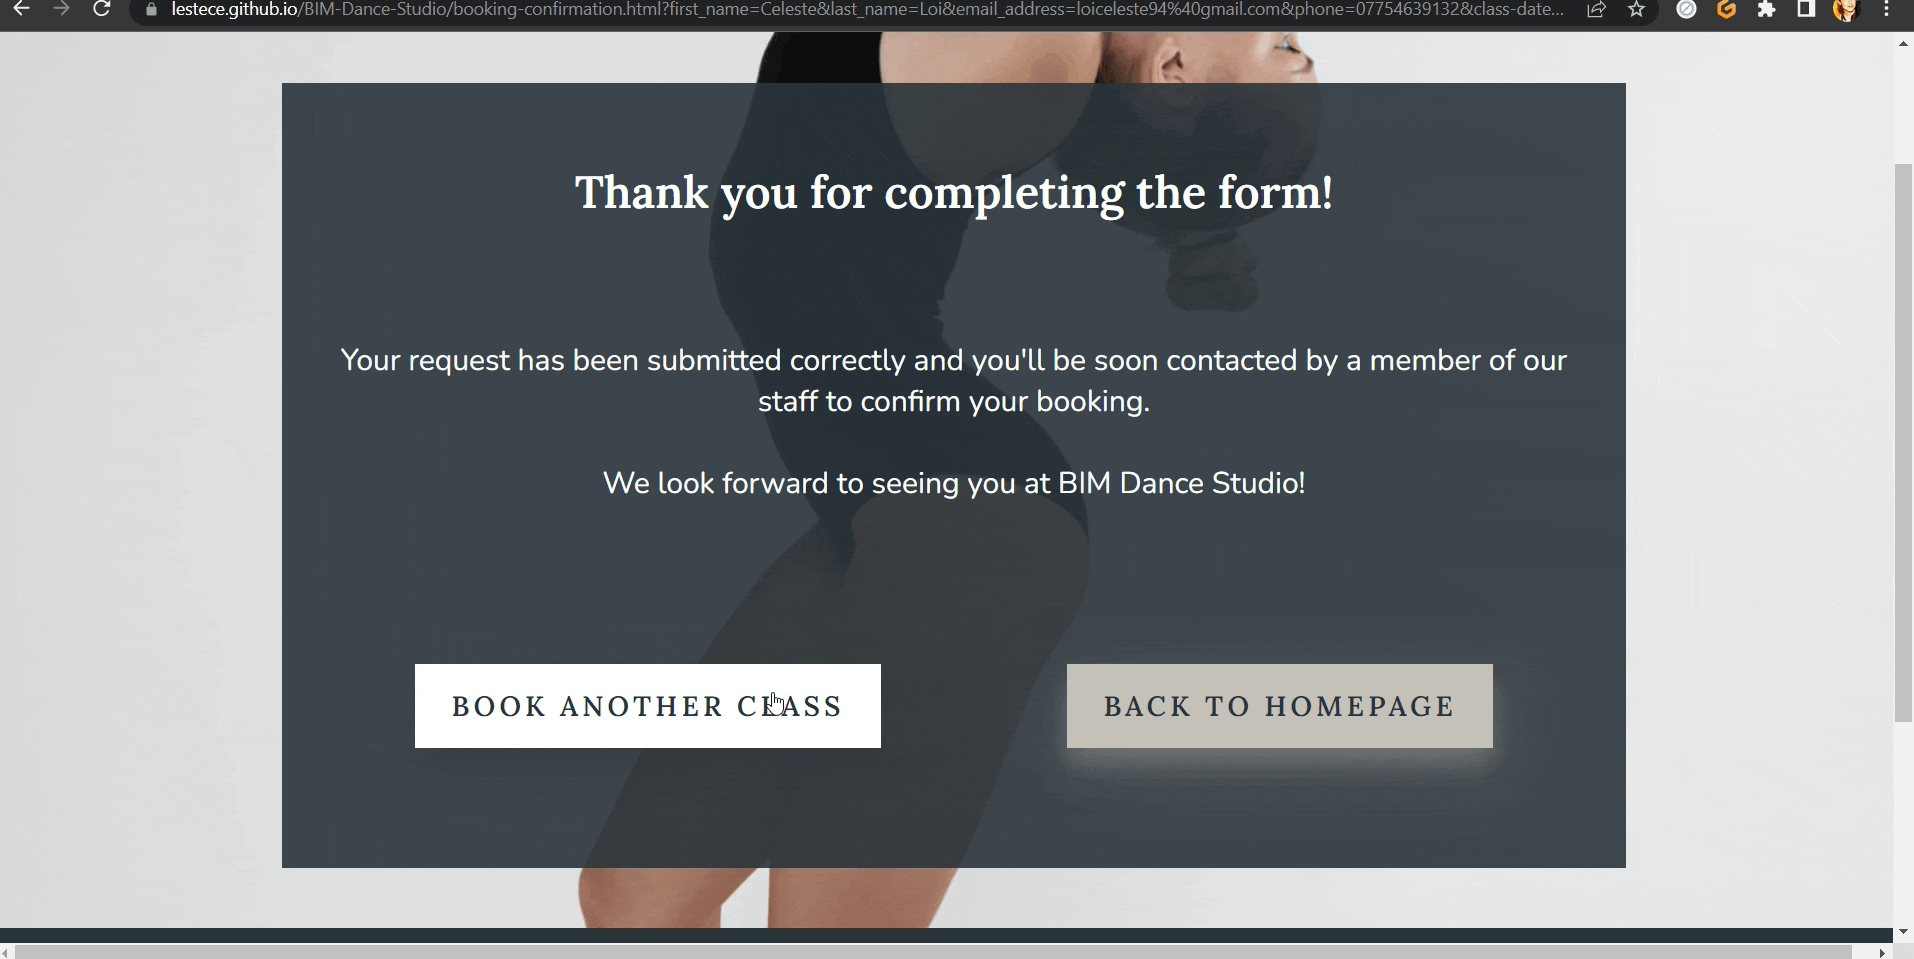 lestece.github.io/BIM-Dance-Studio/booking-confirmation.html?first_name=Celeste&last_name=Loi&email_address=loiceleste94%40gmail.com&phone=07754639132&class-date...
Thank you for completing the form!
Your request has been submitted correctly and you'll be soon contacted by a member of our
staff to confirm your booking.
We look forward to seeing you at BIM Dance Studio!
BOOK ANOTHER CLASS
BACK TO HOMEPAGE